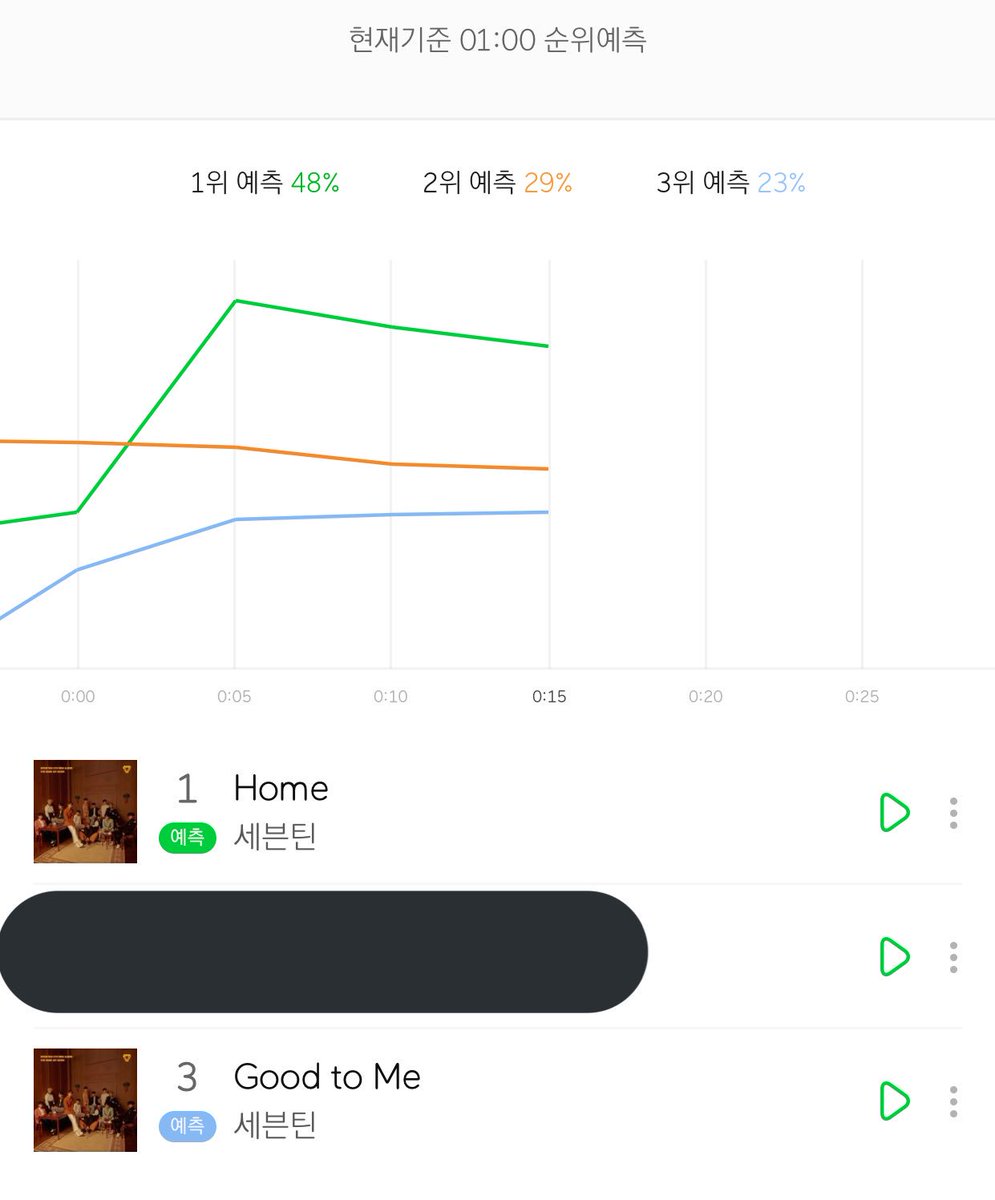 현재기준 01:00 순위예측
1위 예측 48% 2위 예측 29% 3위 예측 23%
0:00 0:05 0:10 0:15 0:20 0:25
1 Home
예측 세븐틴
3 Good to Me
예측 세븐틴